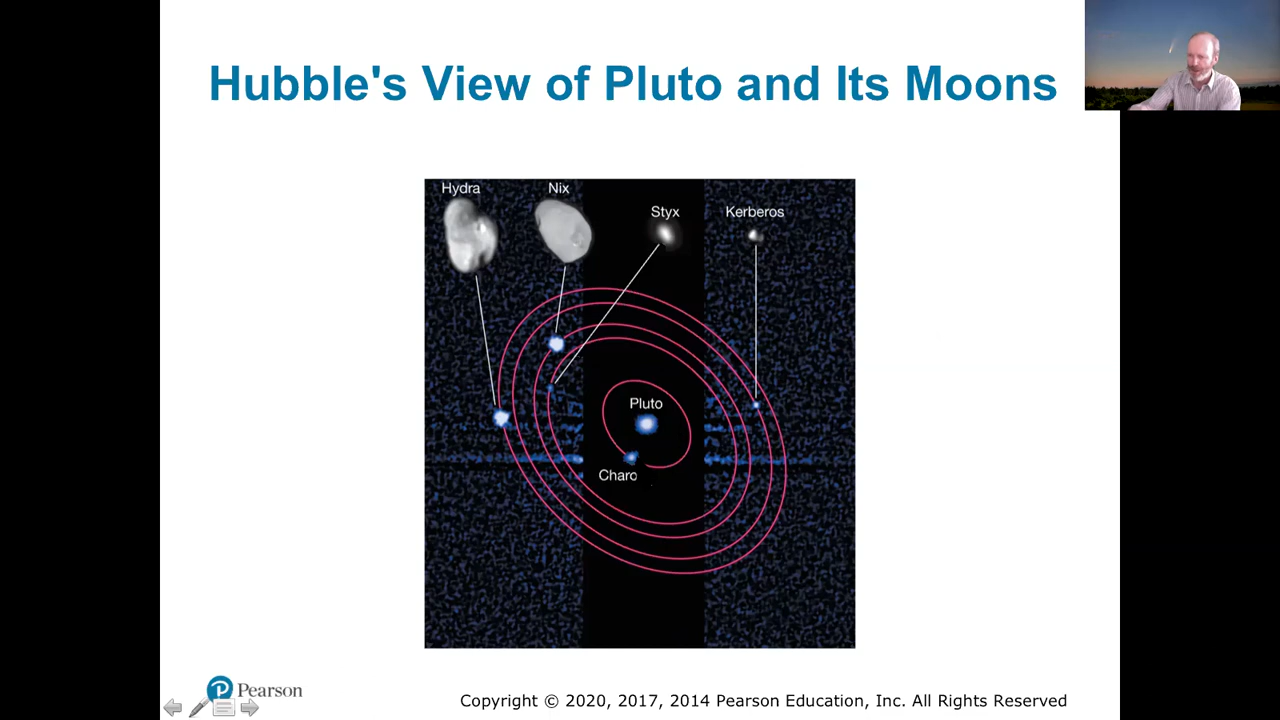 Hubble's View of Pluto and Its Moons
Hydra
Nix
Styx
Kerberos
Pluto
Charo
Pearson
Copyright © 2020, 2017, 2014 Pearson Education, Inc. All Rights Reserved